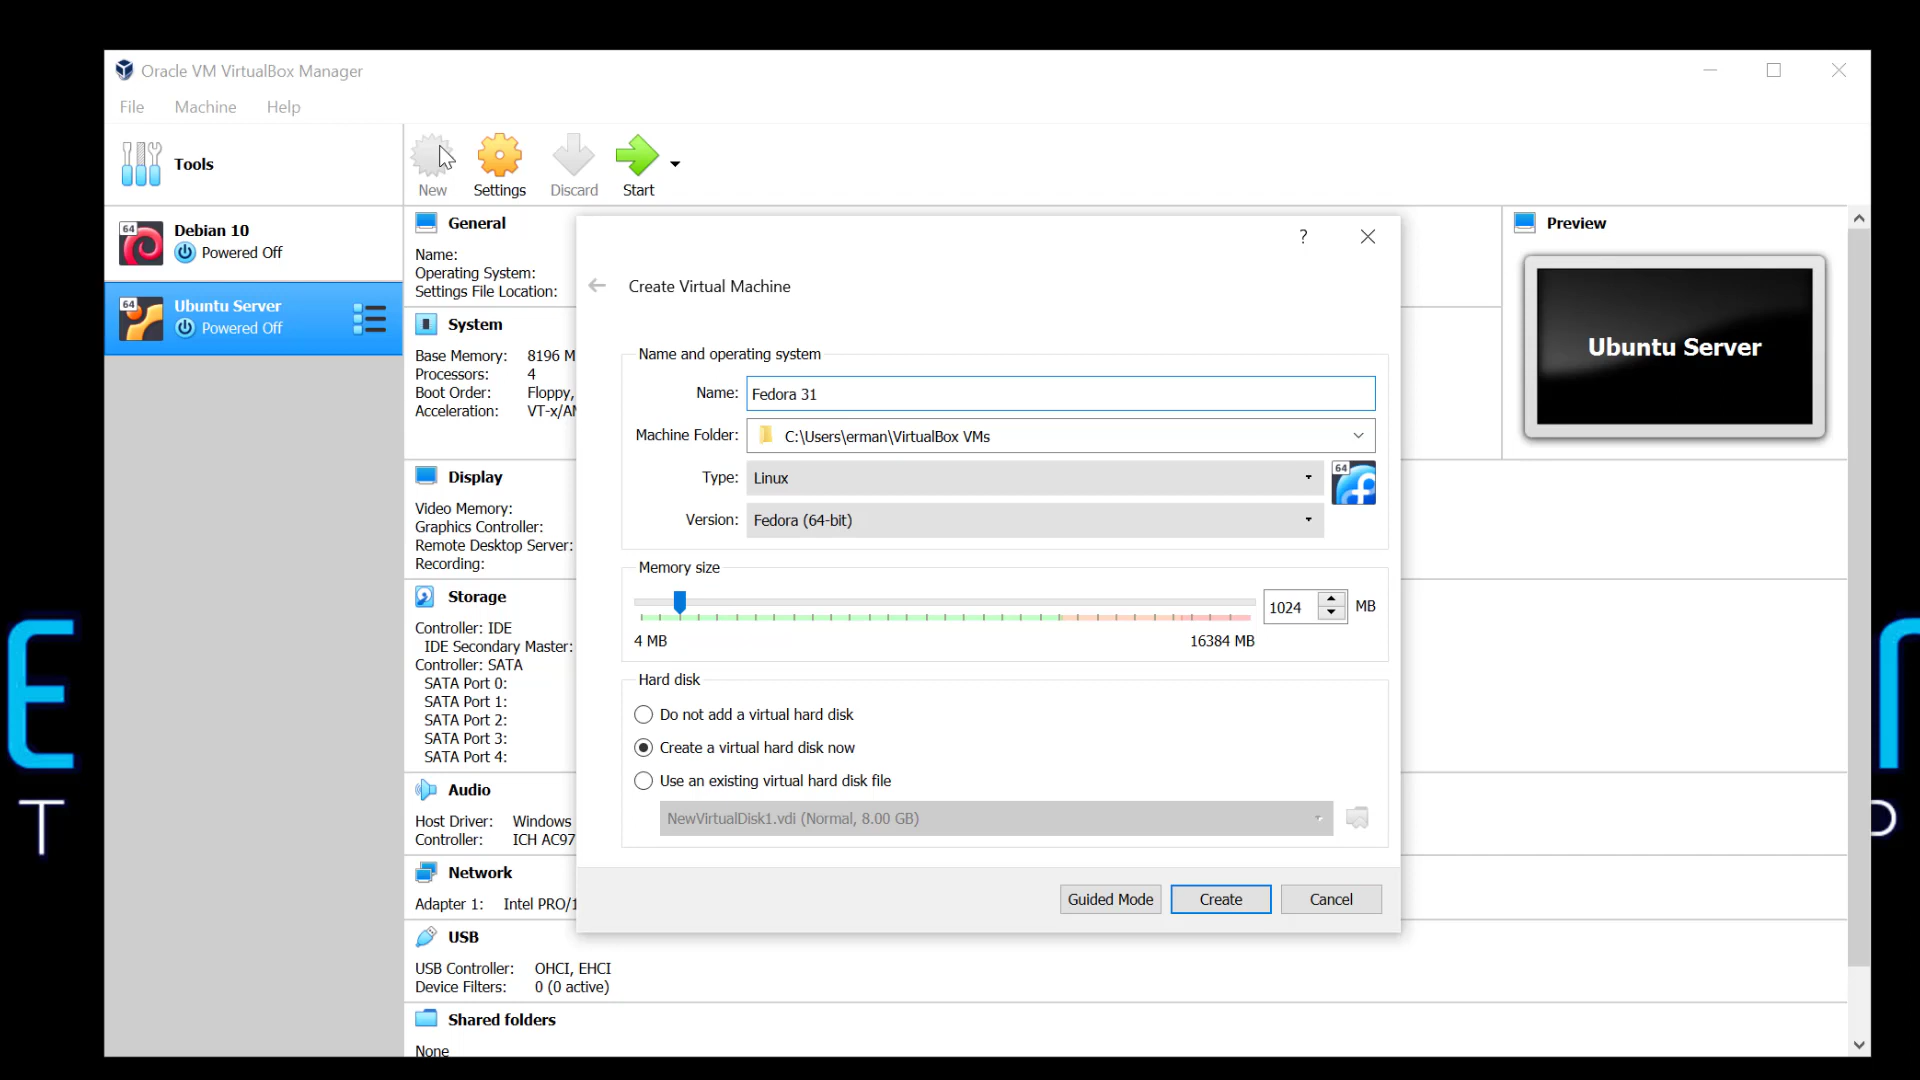 Oracle VM VirtualBox Manager
File Machine Help
Tools
New Settings Discard Start
64
Debian 10
Powered Off
64
Ubuntu Server
Powered Off
General
Name:
Operating System:
Settings File Location:
System
Base Memory: 8196 M
Processors: 4
Boot Order: Floppy,
Acceleration: VT-x/AM
Display
Video Memory:
Graphics Controller:
Remote Desktop Server:
Recording:
Storage
Controller: IDE
IDE Secondary Master:
Controller: SATA
SATA Port 0:
SATA Port 1:
SATA Port 2:
SATA Port 3:
SATA Port 4:
Audio
Host Driver: Windows
Controller: ICH AC97
Network
Adapter 1: Intel PRO/1
USB
USB Controller: OHCI, EHCI
Device Filters: 0 (0 active)
Shared folders
None
Preview
Ubuntu Server
?
Create Virtual Machine
Name and operating system
Name: Fedora 31
Machine Folder: C:\Users\erman\VirtualBox VMs
Type: Linux
64
Version: Fedora (64-bit)
Memory size
1024 MB
4 MB 16384 MB
Hard disk
Do not add a virtual hard disk
Create a virtual hard disk now
Use an existing virtual hard disk file
NewVirtualDisk1.vdi (Normal, 8.00 GB)
Guided Mode Create Cancel
E
T